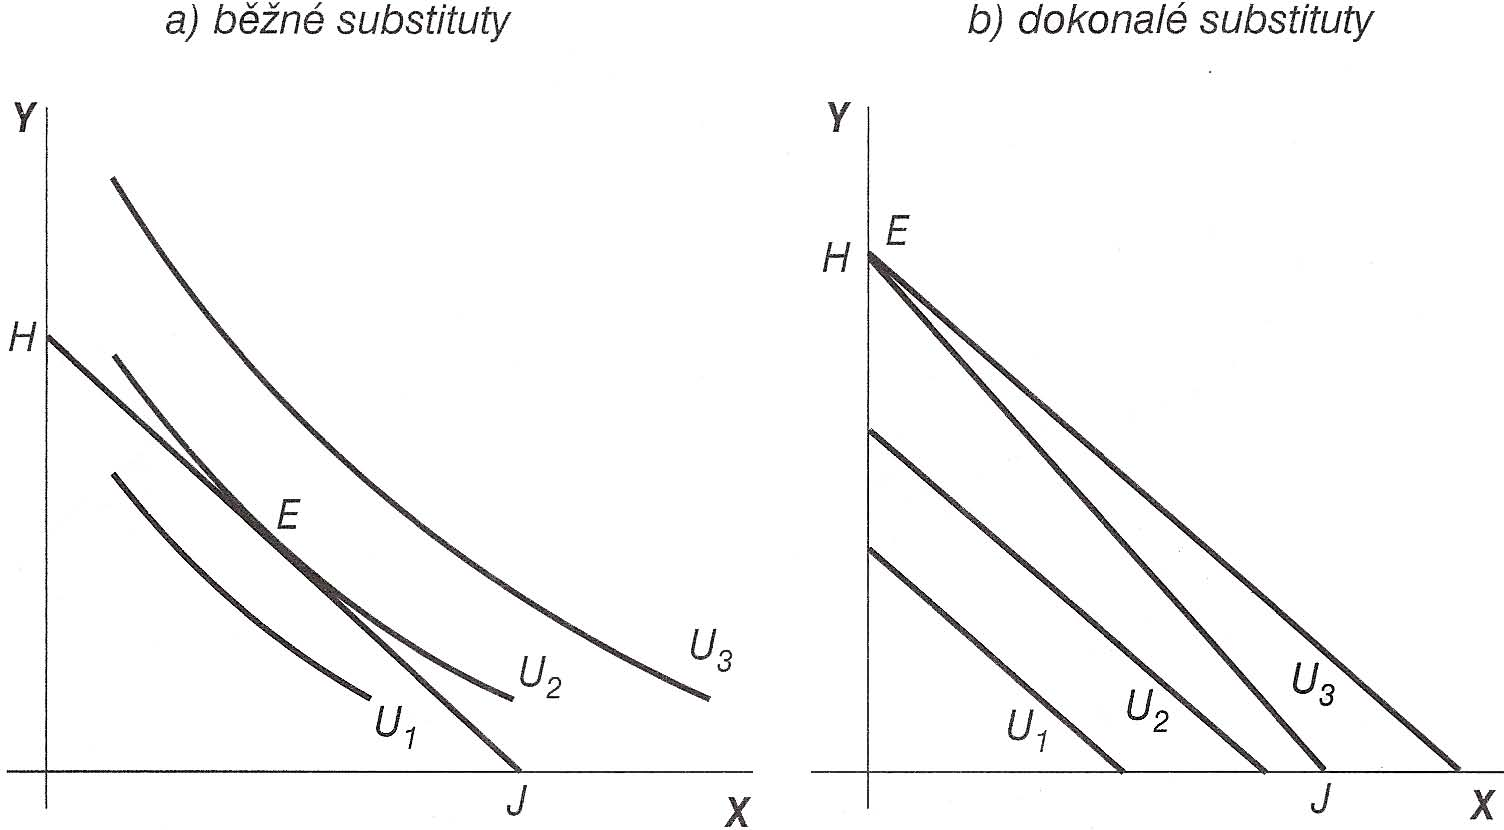 a) běžné substituty
Y
H
E
U1
U2
U3
J
X
b) dokonalé substituty
Y
H
E
U1
U2
U3
J
X